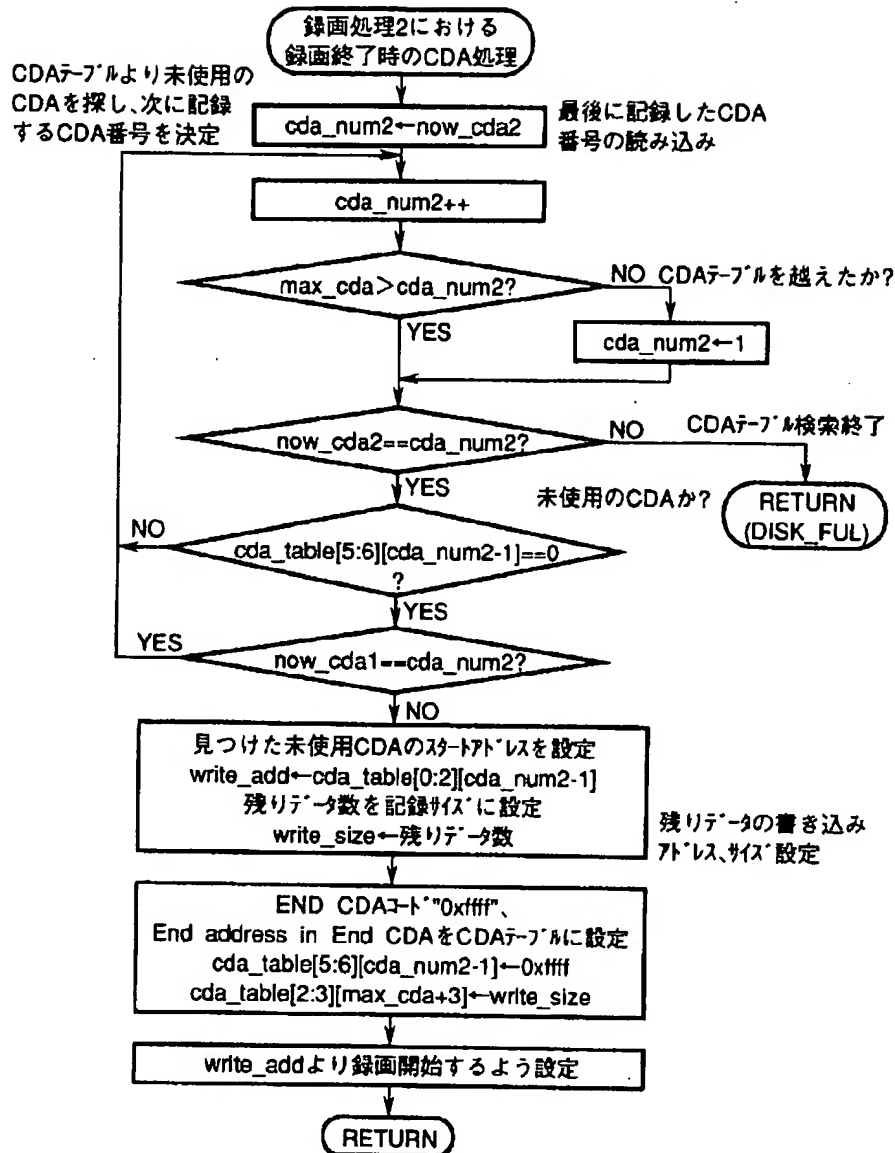 録画処理2における
録画終了時のCDA処理
CDAテーブルより未使用の
CDAを探し、次に記録
するCDA番号を決定
cda_num2←now_cda2
最後に記録したCDA
番号の読み込み
cda_num2++
max_cda>cda_num2?
NO CDAテーブルを越えたか?
YES
cda_num2←1
now_cda2==cda_num2?
NO CDAテーブル検索終了
YES
未使用のCDAか?
RETURN
(DISK_FUL)
NO
cda_table[5:6][cda_num2-1]==0
?
YES
YES
now_cda1==cda_num2?
NO
見つけた未使用CDAのスタートアドレスを設定
write_add←cda_table[0:2][cda_num2-1]
残りデータ数を記録サイズに設定
write_size←残りデータ数
残りデータの書き込み
アドレス、サイズ設定
END CDAコード"0xffff"、
End address in End CDAをCDAテーブルに設定
cda_table[5:6][cda_num2-1]←0xffff
cda_table[2:3][max_cda+3]←write_size
write_addより録画開始するよう設定
RETURN